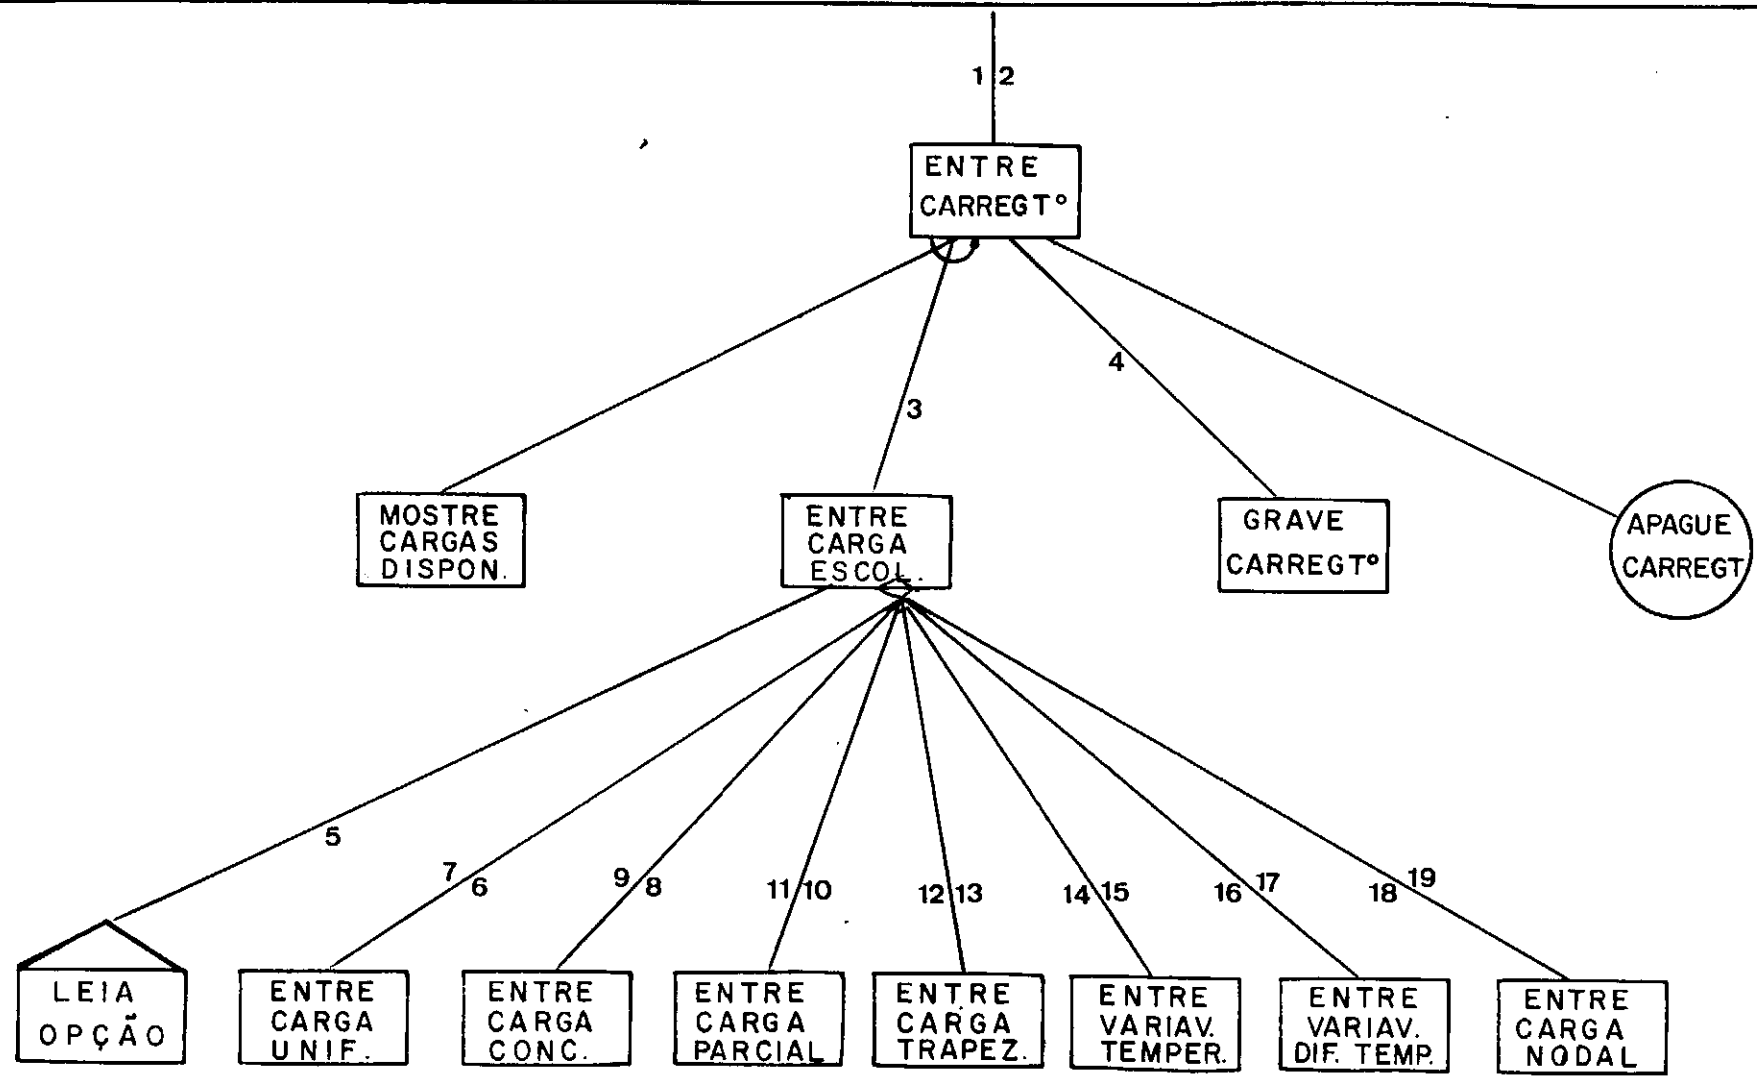 1 2
ENTRE
CARREGTº
4
3
MOSTRE
CARGAS
DISPON.
ENTRE
CARGA
ESCOL.
GRAVE
CARREGTº
APAGUE
CARREGT
5
7
6
9
8
11 10
12 13
14 15
16 17
18 19
LEIA
OPÇÃO
ENTRE
CARGA
UNIF.
ENTRE
CARGA
CONC.
ENTRE
CARGA
PARCIAL
ENTRE
CARGA
TRAPEZ.
ENTRE
VARIAV.
TEMPER.
ENTRE
VARIAV.
DIF. TEMP.
ENTRE
CARGA
NODAL